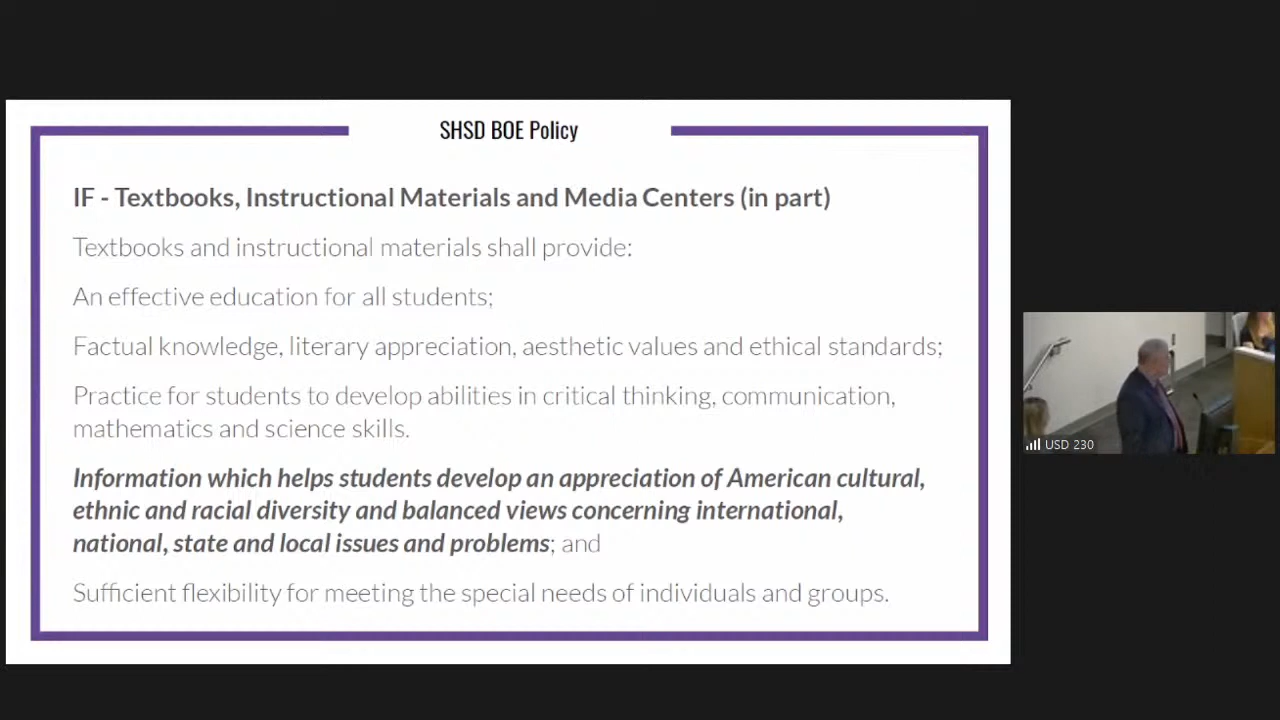 SHSD BOE Policy
IF - Textbooks, Instructional Materials and Media Centers (in part)
Textbooks and instructional materials shall provide:
An effective education for all students;
Factual knowledge, literary appreciation, aesthetic values and ethical standards;
Practice for students to develop abilities in critical thinking, communication,
mathematics and science skills.
Information which helps students develop an appreciation of American cultural,
ethnic and racial diversity and balanced views concerning international,
national, state and local issues and problems; and
Sufficient flexibility for meeting the special needs of individuals and groups.
USD 230